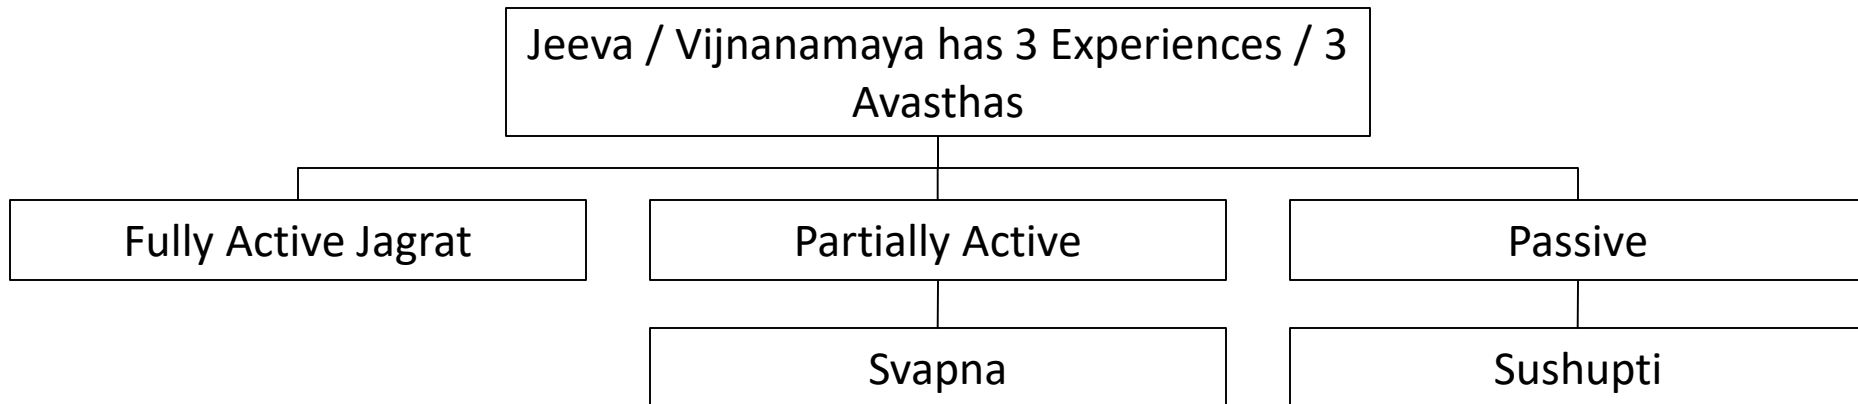 Jeeva / Vijnanamaya has 3 Experiences / 3
Avasthas
Fully Active Jagrat
Partially Active
Passive
Svapna
Sushupti